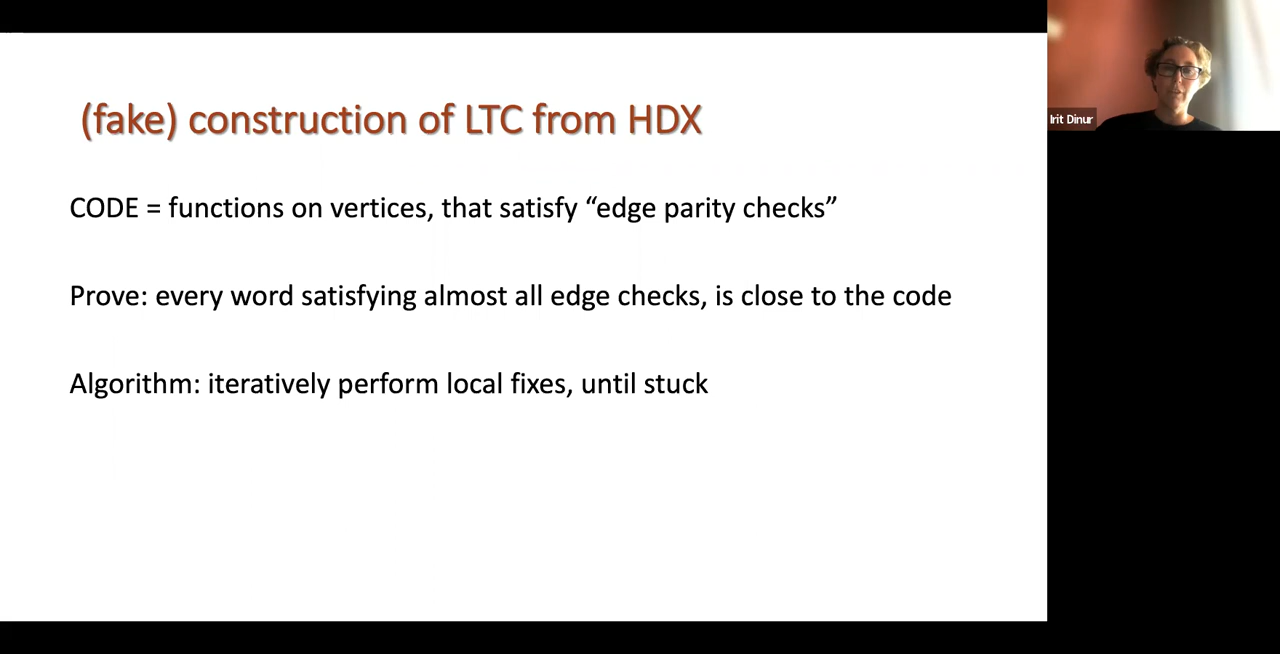 (fake) construction of LTC from HDX
CODE = functions on vertices, that satisfy “edge parity checks”
Prove: every word satisfying almost all edge checks, is close to the code
Algorithm: iteratively perform local fixes, until stuck
Irit Dinur